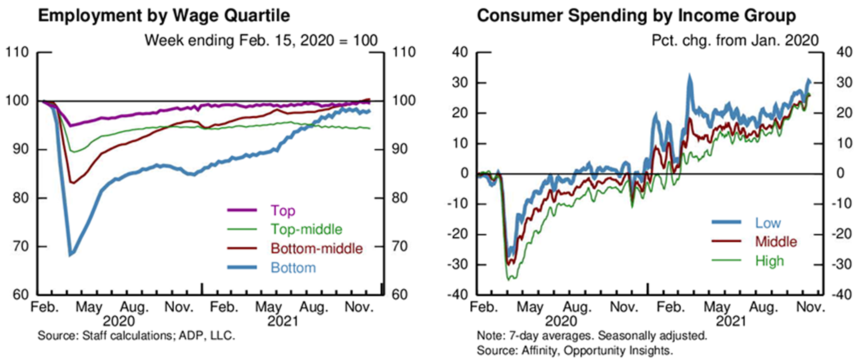 Employment by Wage Quartile
Week ending Feb. 15, 2020 = 100
110
110
100
100
90
90
80
80
70
70
60
60
Top
Top-middle
Bottom-middle
Bottom
Feb. May Aug. Nov. Feb. May Aug. Nov.
2020 2021
Source: Staff calculations; ADP, LLC.
Consumer Spending by Income Group
Pct. chg. from Jan. 2020
40
40
30
30
20
20
10
10
0
0
-10
-10
-20
-20
-30
-30
-40
-40
Low
Middle
High
Feb. May Aug. Nov. Feb. May Aug. Nov.
2020 2021
Note: 7-day averages. Seasonally adjusted.
Source: Affinity, Opportunity Insights.